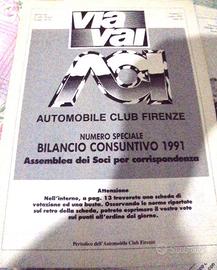 via
vai
ACI
AUTOMOBILE CLUB FIRENZE
NUMERO SPECIALE
BILANCIO CONSUNTIVO 1991
Assemblea dei Soci per corrispondenza
Attenzione
Nell'interno, a pag. 13 troverete una scheda di
votazione ed una busta. Osservando le norme riportate
sul retro della scheda, potrete esprimere il vostro voto
sui punti all'ordine del giorno.
Periodico dell'Automobile Club Firenze